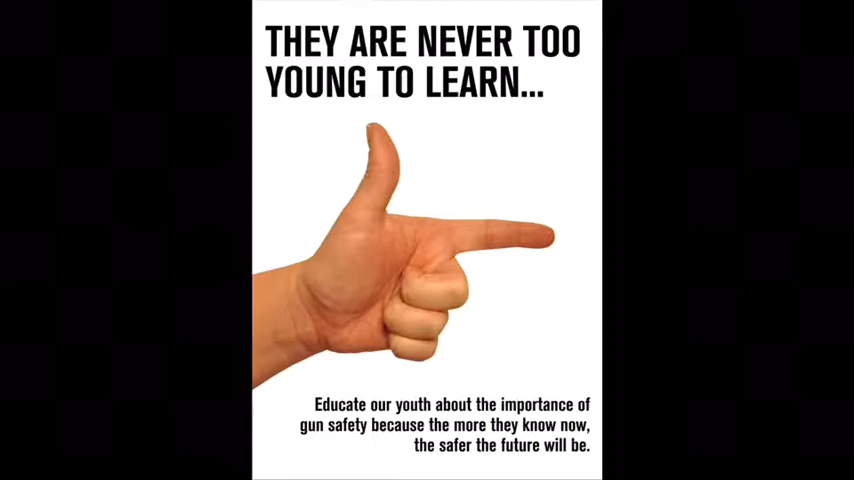 THEY ARE NEVER TOO
YOUNG TO LEARN...
Educate our youth about the importance of
gun safety because the more they know now,
the safer the future will be.